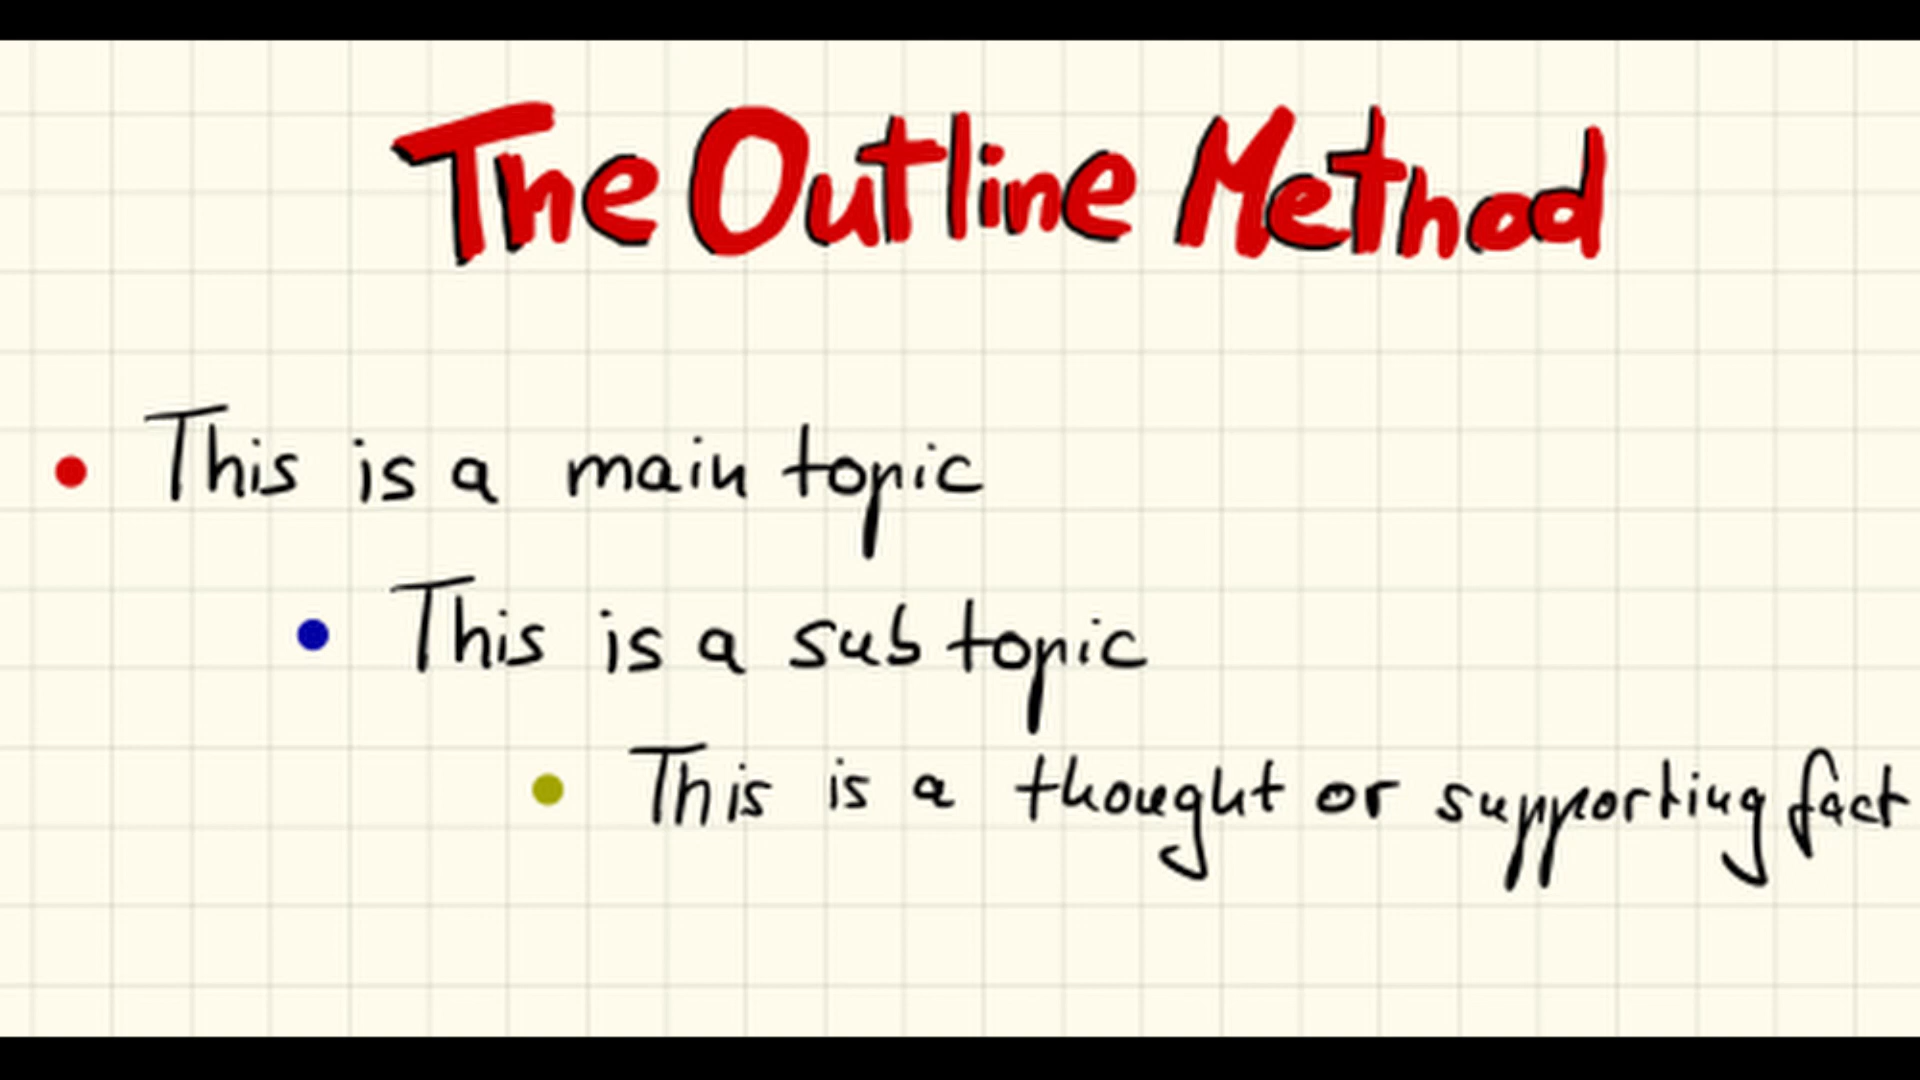 The Outline Method
This is a main topic
This is a sub topic
This is a thought or supporting fact